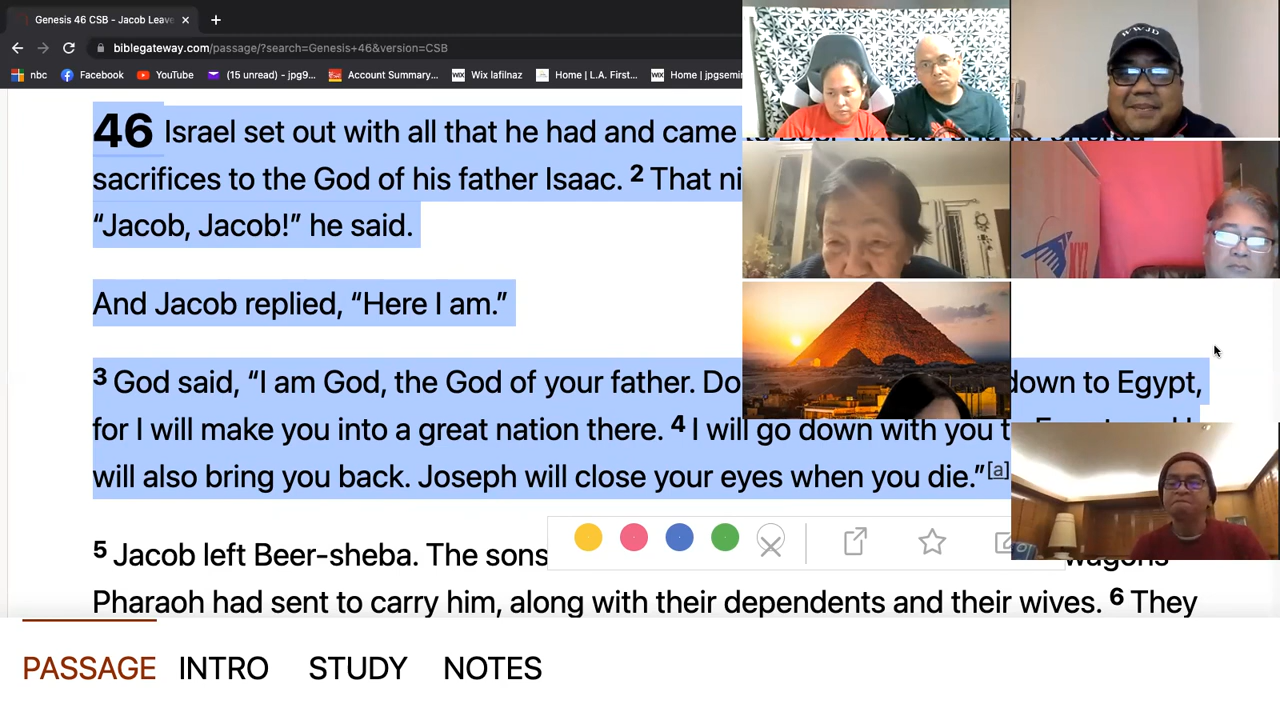 Genesis 46 CSB - Jacob Leave
biblegateway.com/passage/?search=Genesis+46&version=CSB
nbc Facebook YouTube (15 unread) - jpg9... Account Summary... Wix lafilnaz Home | L.A. First... Home | jpgsemi
WWJD
46 Israel set out with all that he had and came
sacrifices to the God of his father Isaac. 2 That ni
“Jacob, Jacob!” he said.
And Jacob replied, “Here I am.”
3 God said, “I am God, the God of your father. Do down to Egypt,
for I will make you into a great nation there. 4 I will go down with you
will also bring you back. Joseph will close your eyes when you die.”[a]
5 Jacob left Beer-sheba. The sons wagons
Pharaoh had sent to carry him, along with their dependents and their wives. 6 They
PASSAGE INTRO STUDY NOTES